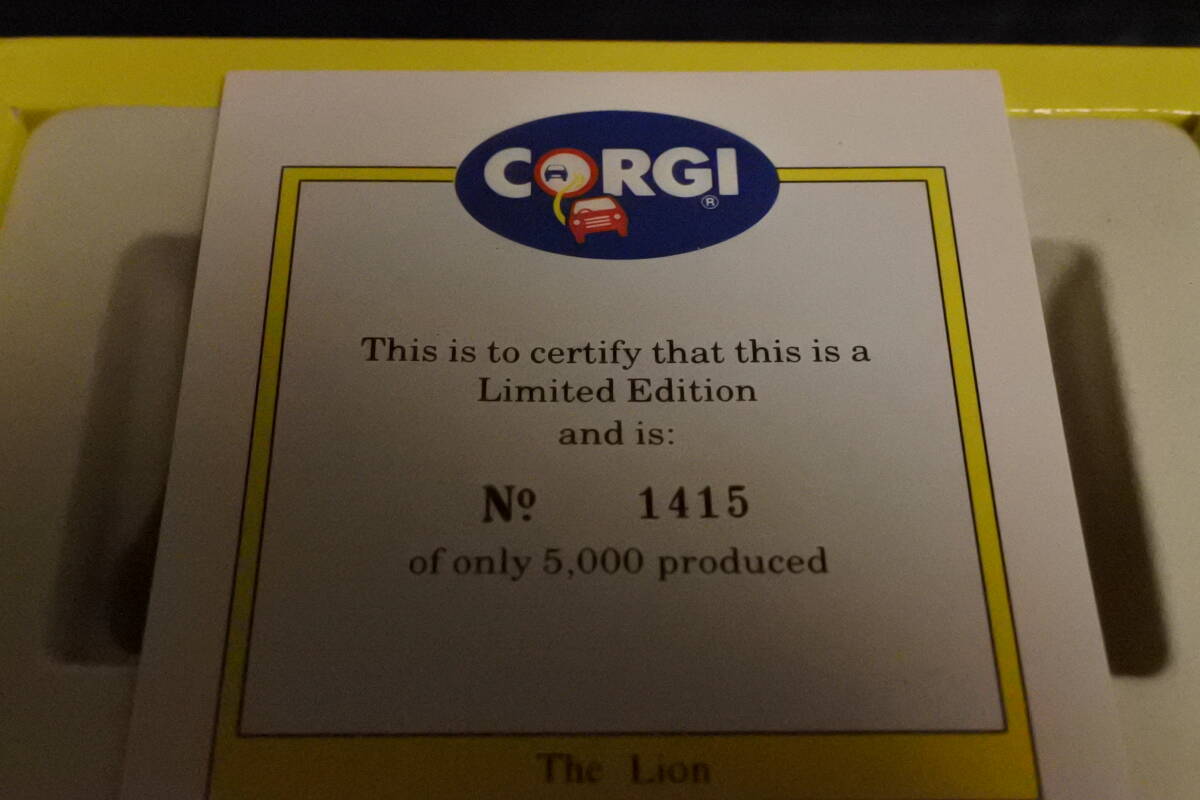 CORGI
®
This is to certify that this is a
Limited Edition
and is:
Nº 1415
of only 5,000 produced
The Lion